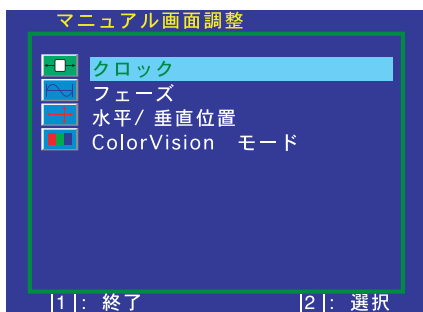 マニュアル画面調整
クロック
フェーズ
水平/ 垂直位置
ColorVision モード
|1|: 終了 |2|: 選択